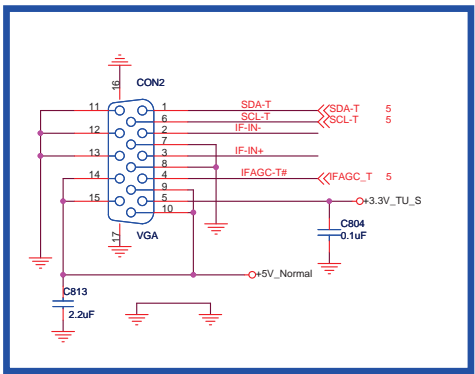 CON2
16
11
1
SDA-T
SDA-T
5
6
SCL-T
SCL-T
5
12
2
IF-IN-
7
13
3
IF-IN+
8
14
4
IFAGC-T#
IFAGC_T
5
9
15
5
+3.3V_TU_S
10
C804
0.1uF
17
VGA
+5V_Normal
C813
2.2uF